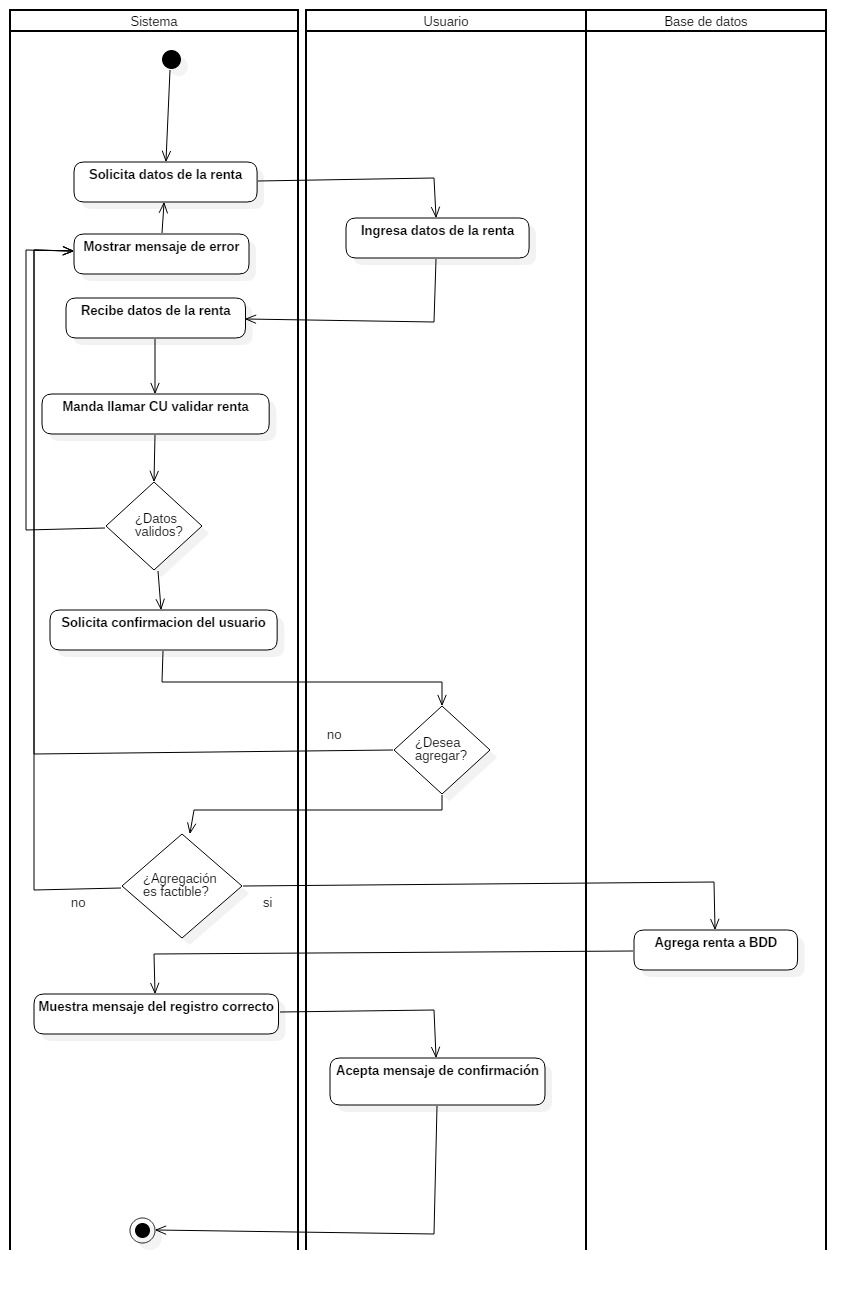 Sistema
Usuario
Base de datos
Solicita datos de la renta
Ingresa datos de la renta
Mostrar mensaje de error
Recibe datos de la renta
Manda llamar CU validar renta
¿Datos
validos?
Solicita confirmacion del usuario
no
¿Desea
agregar?
¿Agregación
es factible?
no
si
Agrega renta a BDD
Muestra mensaje del registro correcto
Acepta mensaje de confirmación